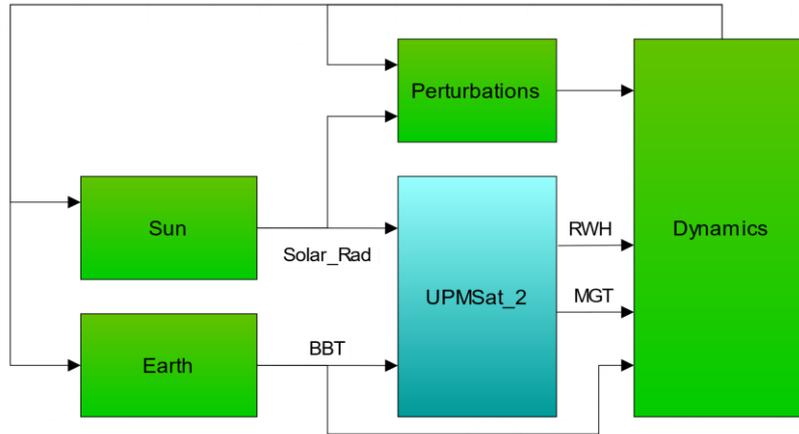 Perturbations
Sun
Solar_Rad
UPMSat_2
RWH
MGT
Dynamics
Earth
BBT